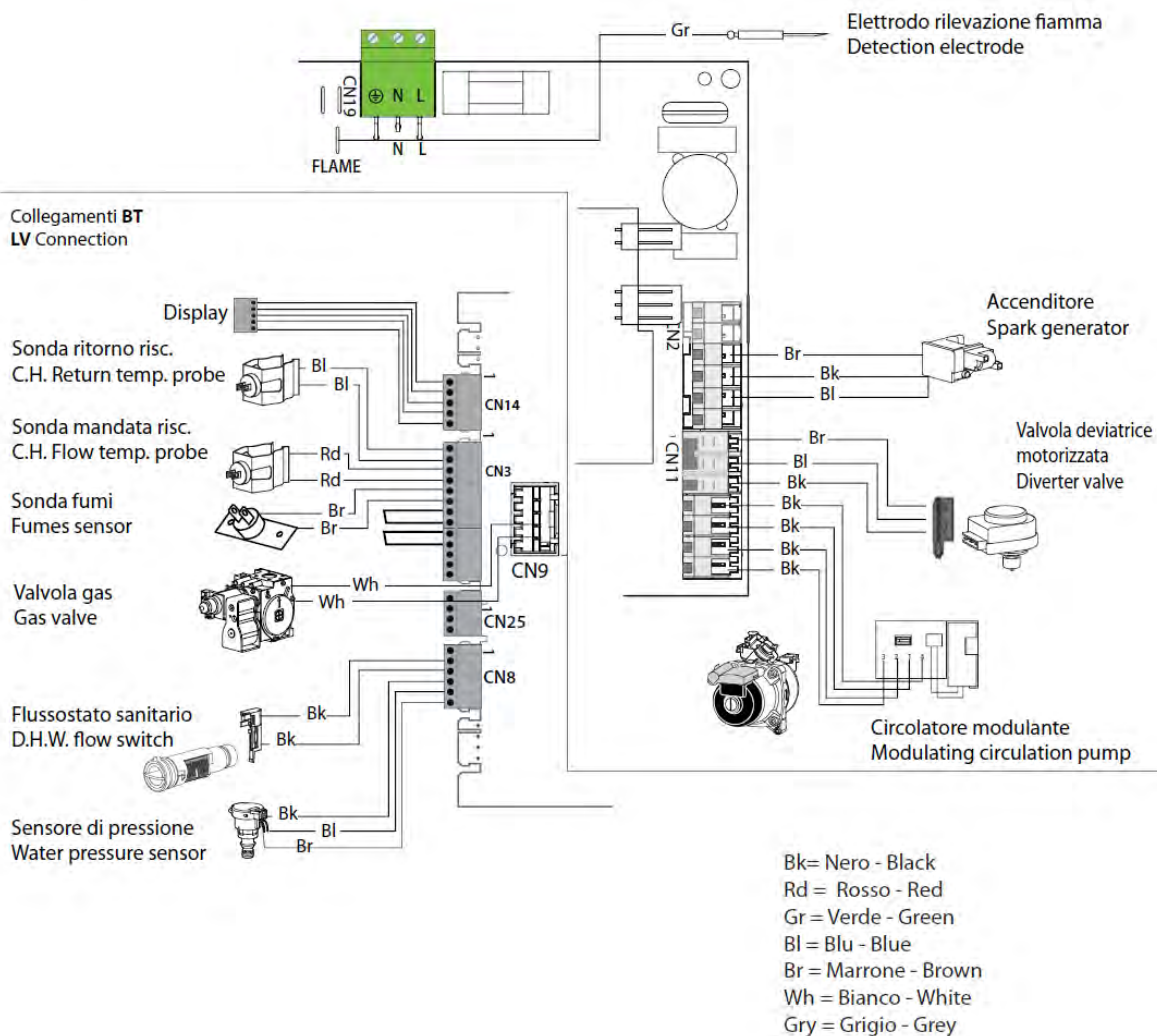 Gr
Elettrodo rilevazione fiamma
Detection electrode
CN19
N L
N L
FLAME
Collegamenti BT
LV Connection
Display
Sonda ritorno risc.
C.H. Return temp. probe
Bl
Bl
1
CN14
Sonda mandata risc.
C.H. Flow temp. probe
Rd
Rd
1
CN3
Sonda fumi
Fumes sensor
Br
Br
CN9
Valvola gas
Gas valve
Wh
Wh
1
CN25
1
CN8
Flussostato sanitario
D.H.W. flow switch
Bk
Bk
Sensore di pressione
Water pressure sensor
Bk
Bl
Br
Accenditore
Spark generator
Br
Bk
Bl
CN11
Valvola deviatrice
motorizzata
Diverter valve
Br
Bl
Bk
Bk
Bk
Bk
Bk
Circolatore modulante
Modulating circulation pump
Bk= Nero - Black
Rd = Rosso - Red
Gr = Verde - Green
Bl = Blu - Blue
Br = Marrone - Brown
Wh = Bianco - White
Gry = Grigio - Grey